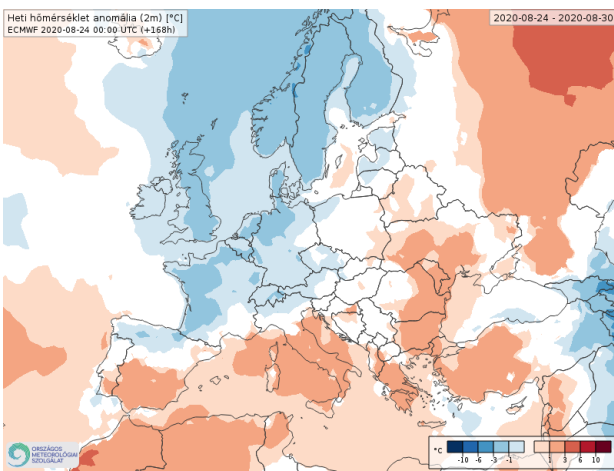 Heti hőmérséklet anomália (2m) [°C]
ECMWF 2020-08-24 00:00 UTC (+168h)
2020-08-24 - 2020-08-30
ORSZÁGOS
METEOROLÓGIAI
SZOLGÁLAT
°C
-10 -6 -3 -1 1 3 6 10